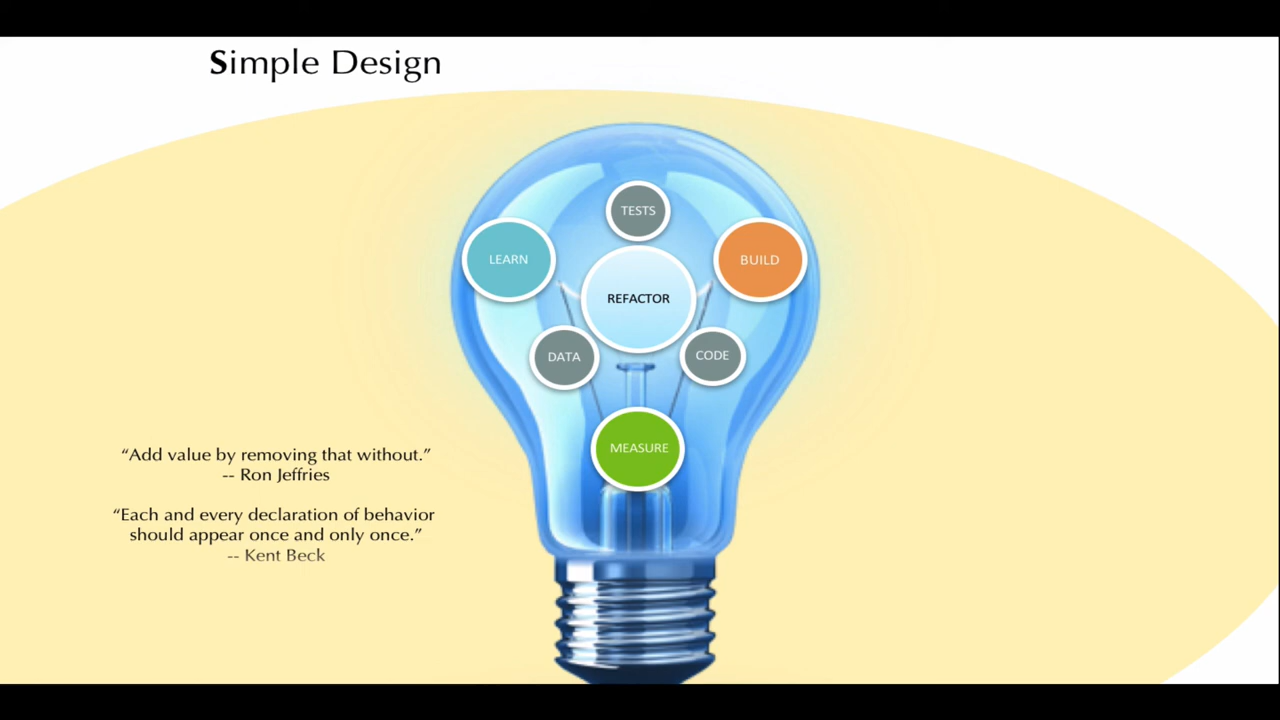 Simple Design
TESTS
LEARN
BUILD
REFACTOR
DATA
CODE
MEASURE
“Add value by removing that without.”
-- Ron Jeffries
“Each and every declaration of behavior
should appear once and only once.”
-- Kent Beck